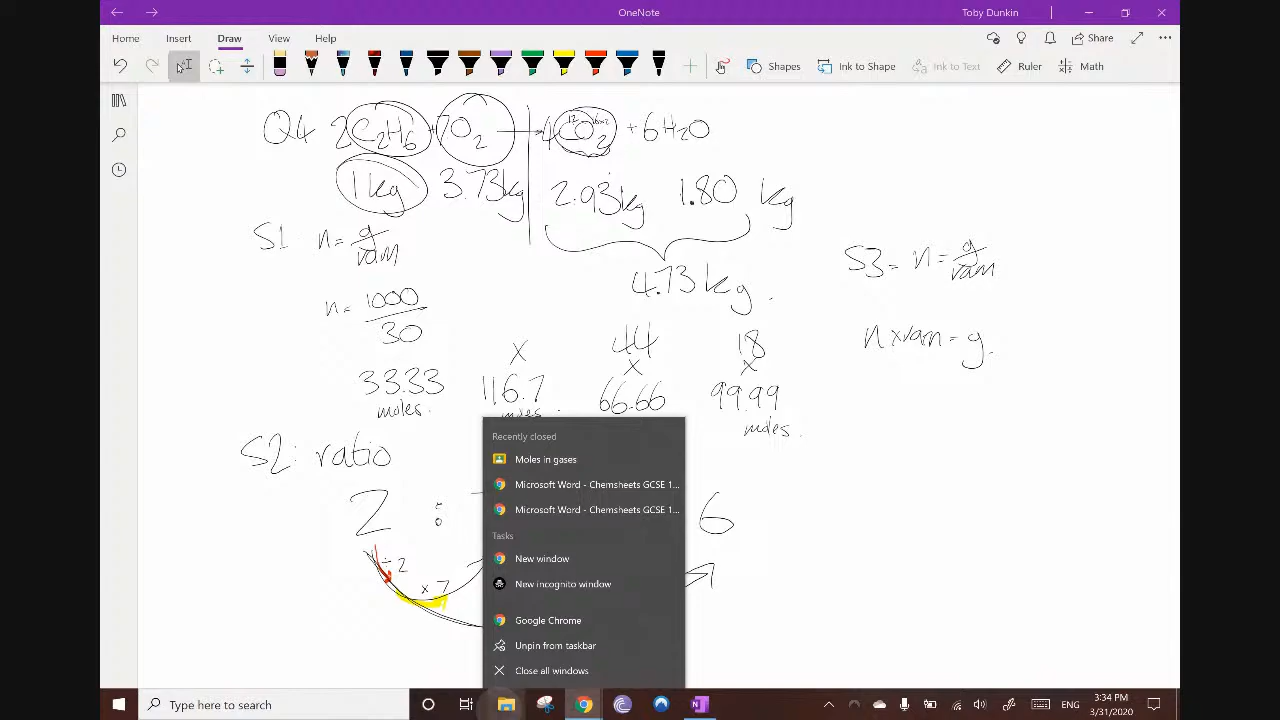 OneNote
Toby Dunkin
Home Insert Draw View Help
Share
Shapes Ink to Shape Ink to Text Ruler Math
Q4 2C2H6 + 7O2 → 4CO2 + 6H2O
12 16x2
1kg 3.73kg 2.93kg 1.80 kg
S1 n = g/ram
4.73kg.
S3 = n = g/ram
n = 1000/30
n x ram = g.
44 18
x x x
33.33 116.7 66.66 99.99
moles. moles. moles.
S2: ratio
2 : 6
÷2
x7
Recently closed
Moles in gases
Microsoft Word - Chemsheets GCSE 1...
Microsoft Word - Chemsheets GCSE 1...
Tasks
New window
New incognito window
Google Chrome
Unpin from taskbar
Close all windows
Type here to search
ENG
3:34 PM
3/31/2020